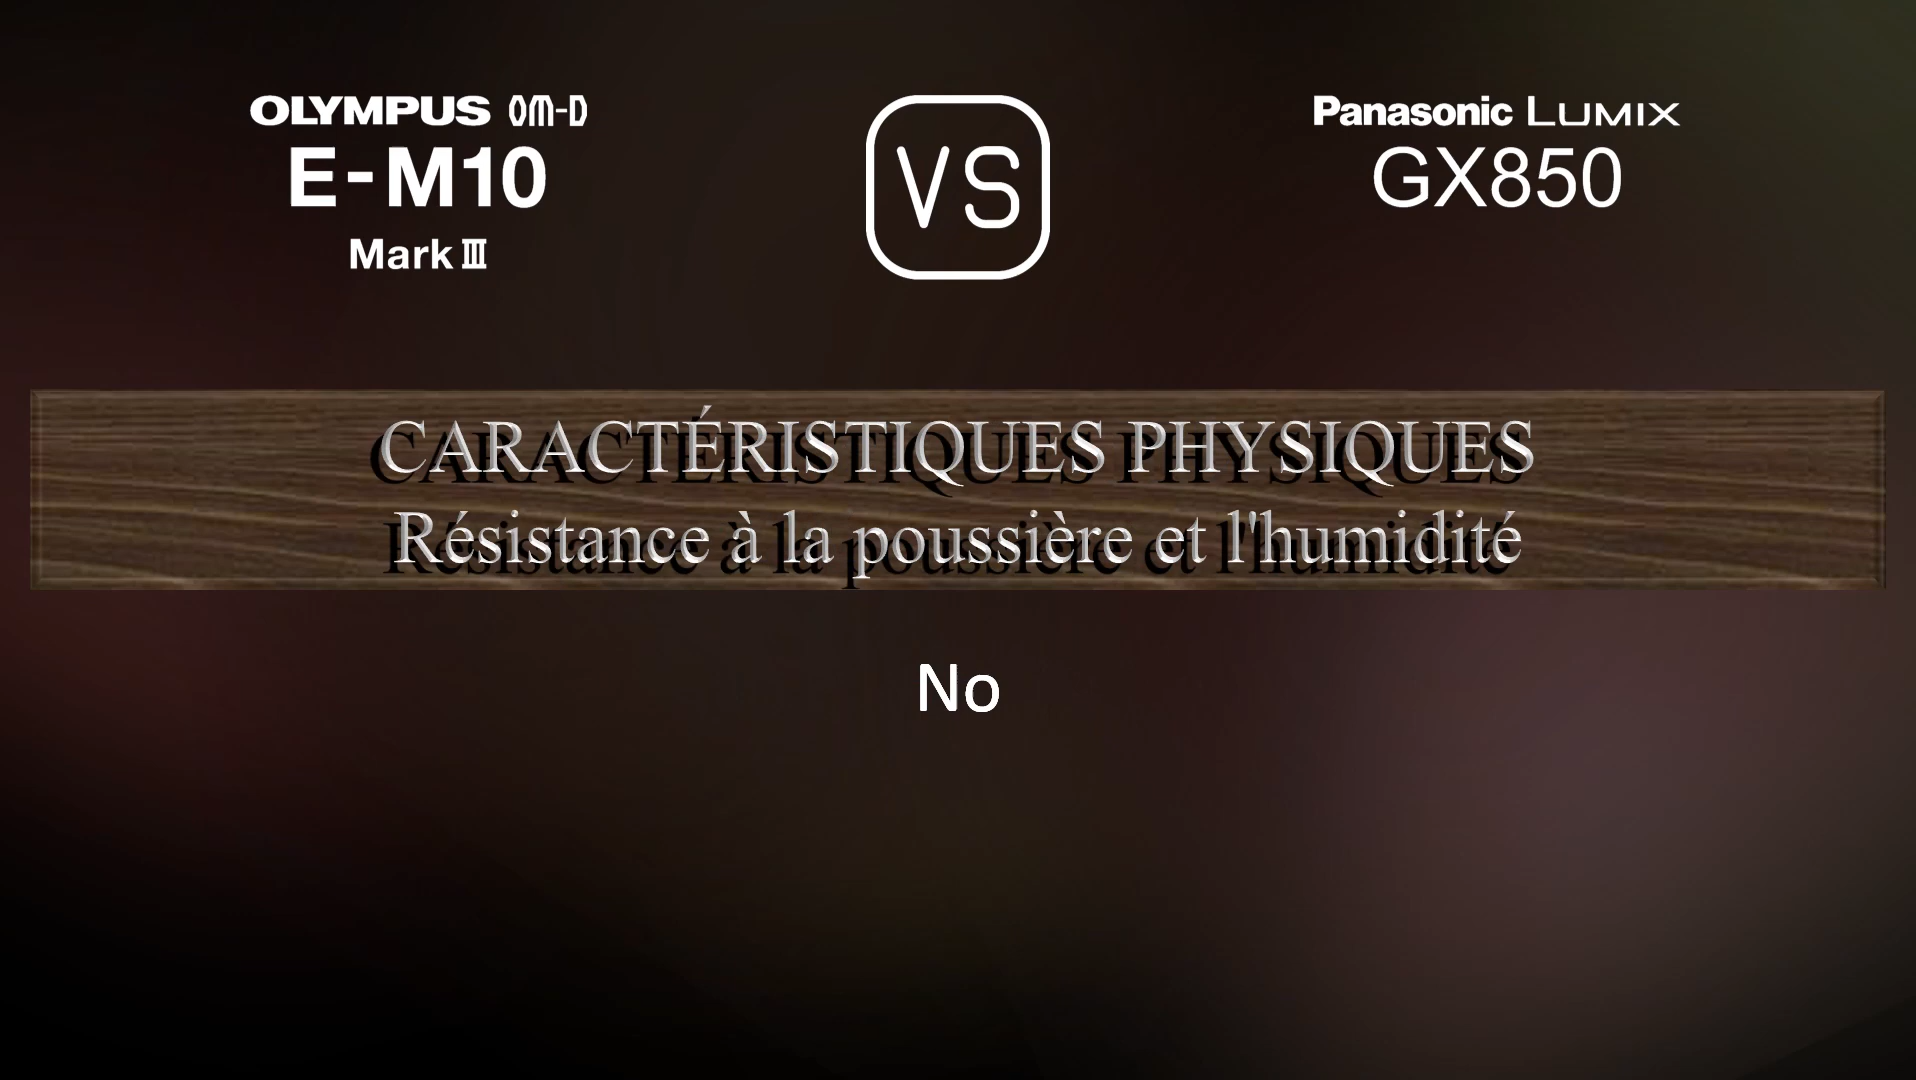 OLYMPUS OM-D
E-M10
Mark III
VS
Panasonic LUMIX
GX850
CARACTÉRISTIQUES PHYSIQUES
Résistance à la poussière et l'humidité
No